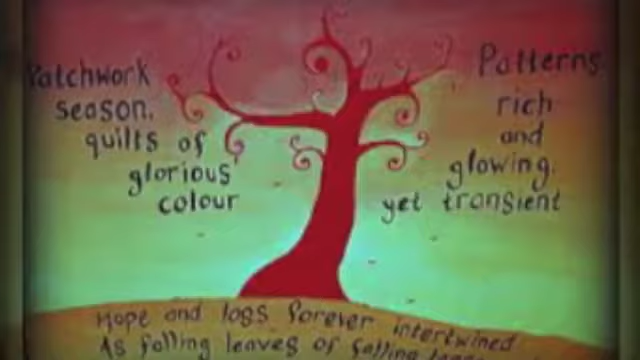 Patchwork
season,
quilts of
glorious
colour
Patterns
rich
and
glowing,
yet transient
Hope and loss forever intertwined
As falling leaves of falling